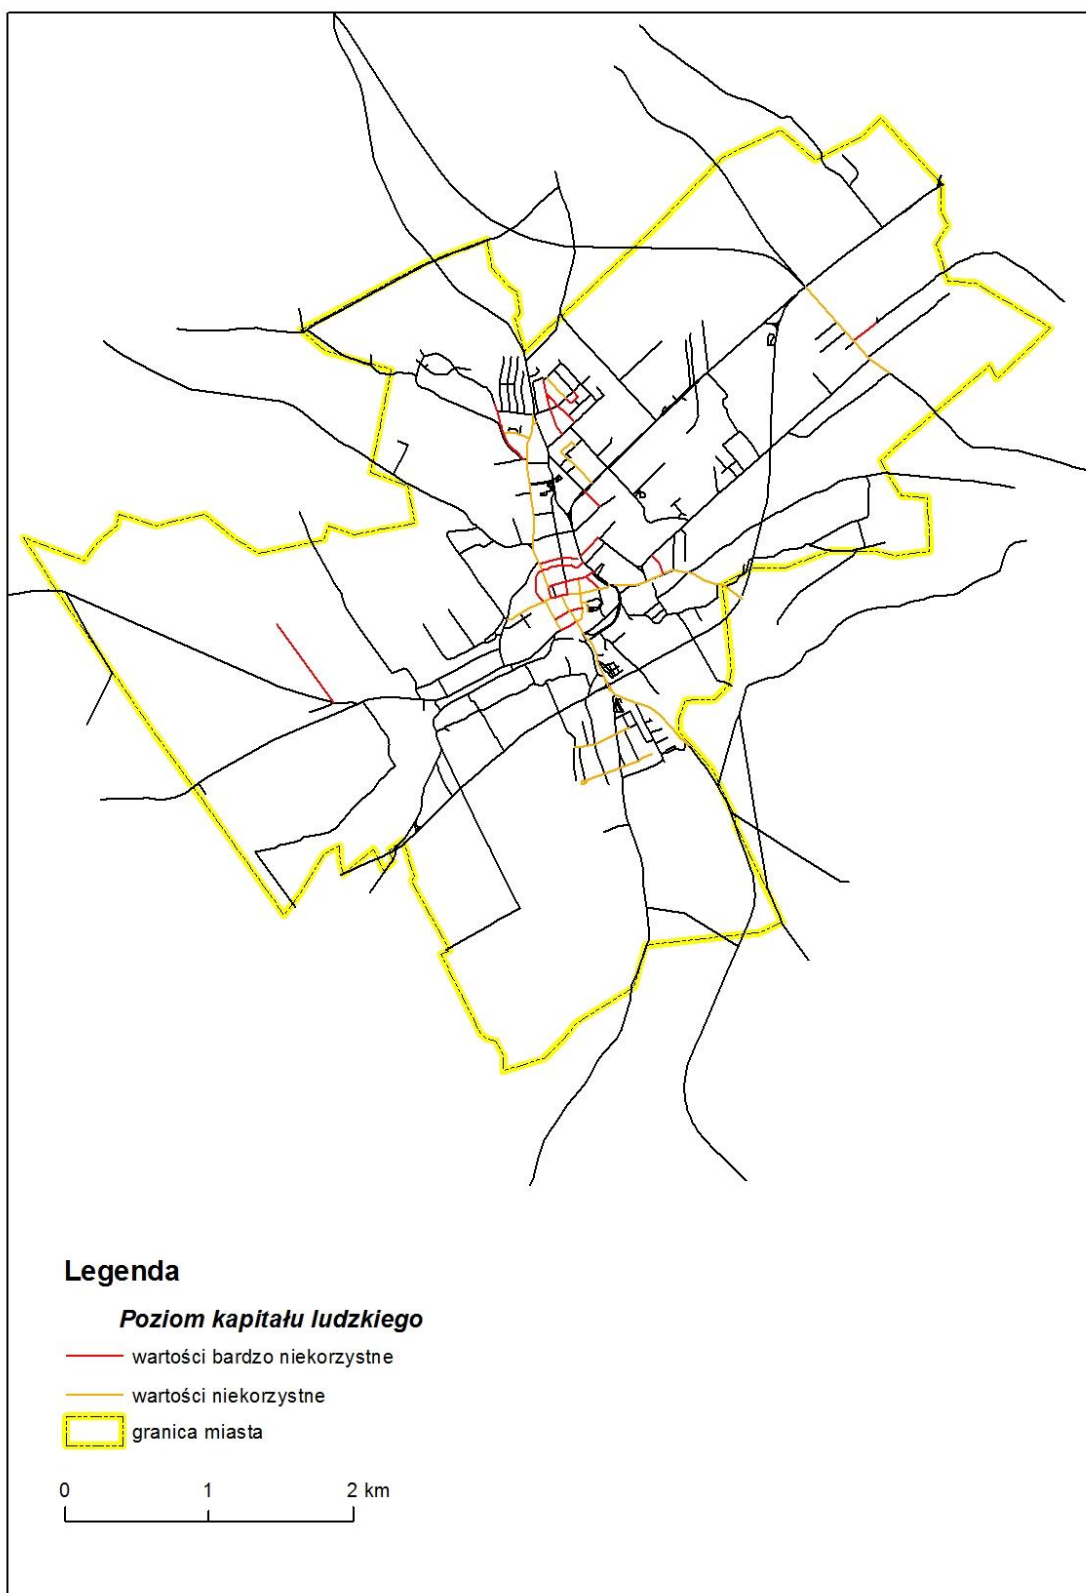 Legenda
Poziom kapitału ludzkiego
wartości bardzo niekorzystne
wartości niekorzystne
granica miasta
0 1 2 km